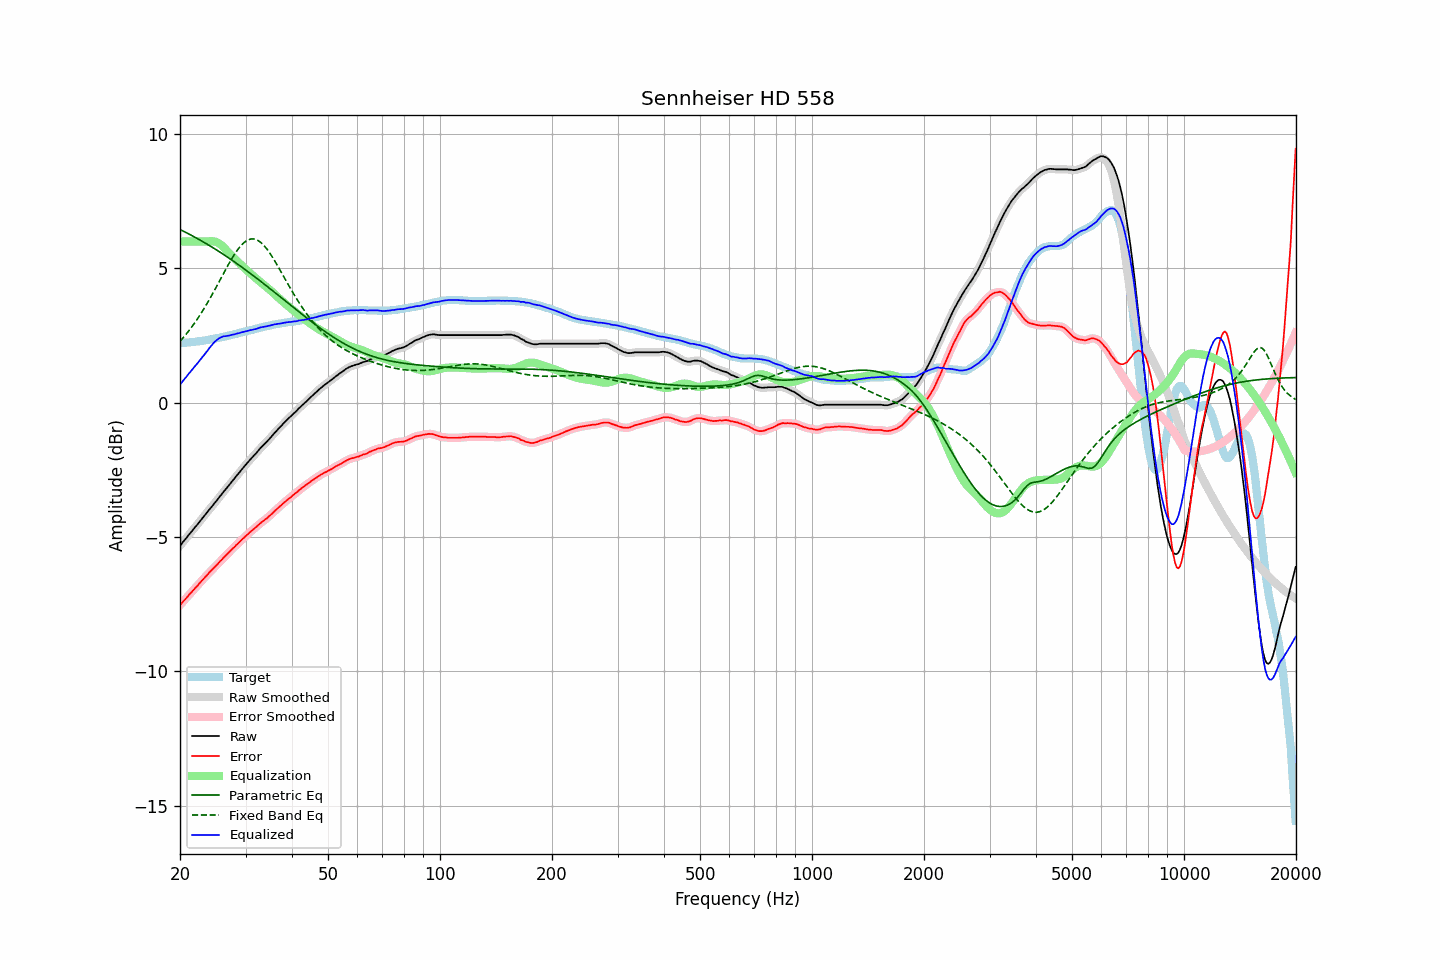 Sennheiser HD 558
Amplitude (dBr)
10
5
0
−5
−10
−15
Target
Raw Smoothed
Error Smoothed
Raw
Error
Equalization
Parametric Eq
Fixed Band Eq
Equalized
20 50 100 200 500 1000 2000 5000 10000 20000
Frequency (Hz)